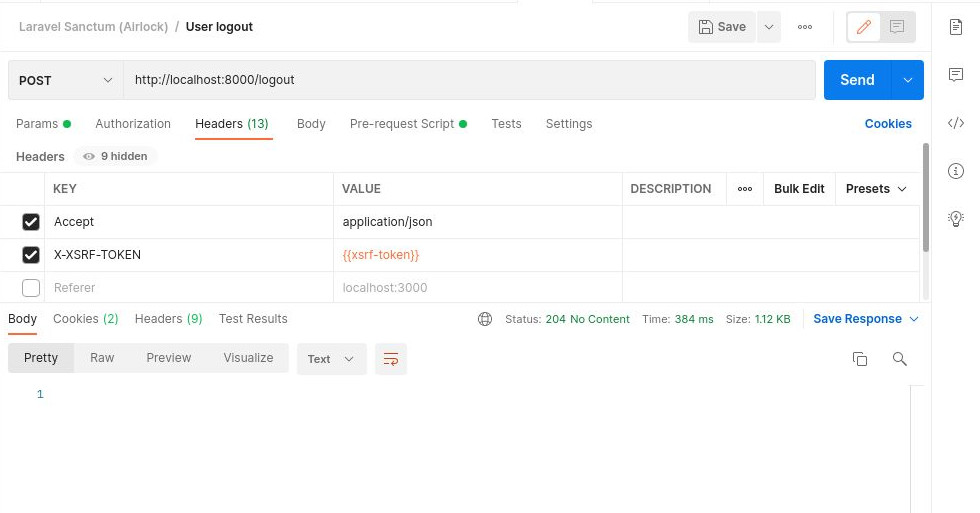 Laravel Sanctum (Airlock) / User logout
Save
POST
http://localhost:8000/logout
Send
Params
Authorization
Headers (13)
Body
Pre-request Script
Tests
Settings
Cookies
Headers
9 hidden
KEY
VALUE
DESCRIPTION
Bulk Edit
Presets
Accept
application/json
X-XSRF-TOKEN
{{xsrf-token}}
Referer
localhost:3000
Body
Cookies (2)
Headers (9)
Test Results
Status: 204 No Content
Time: 384 ms
Size: 1.12 KB
Save Response
Pretty
Raw
Preview
Visualize
Text
1